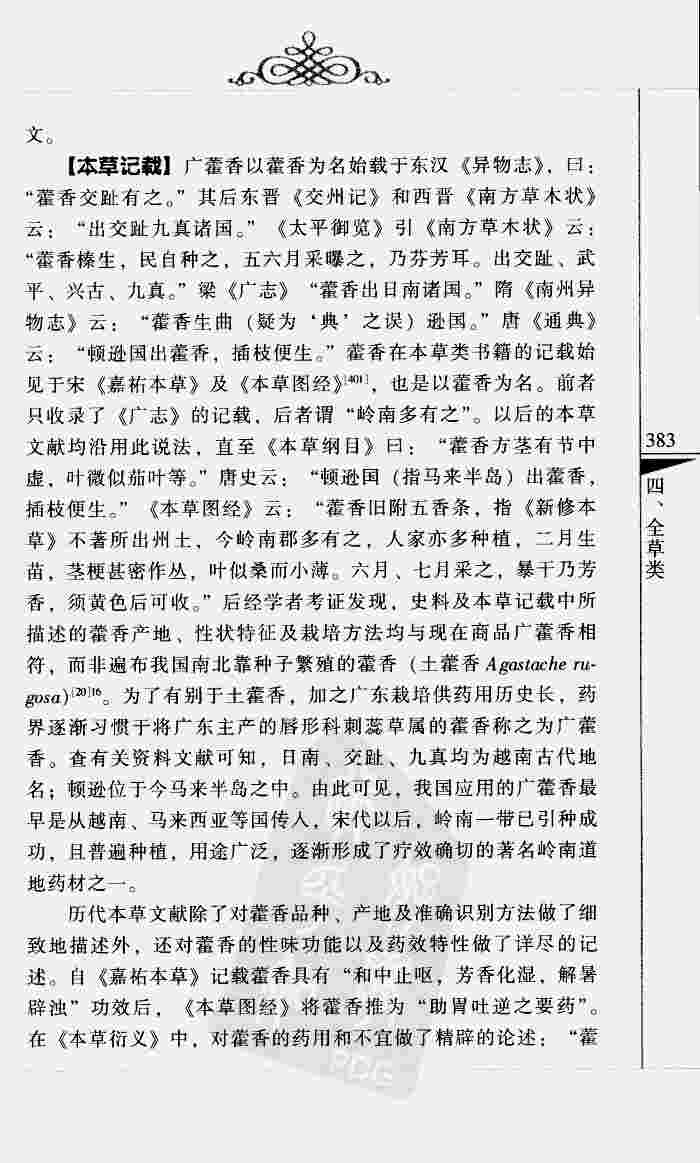 文。
【本草记载】广藿香以藿香为名始载于东汉《异物志》，曰：
“藿香交趾有之。”其后东晋《交州记》和西晋《南方草木状》
云：“出交趾九真诸国。”《太平御览》引《南方草木状》云：
“藿香榛生，民自种之，五六月采曝之，乃芬芳耳。出交趾、武
平、兴古、九真。”梁《广志》“藿香出日南诸国。”隋《南州异
物志》云：“藿香生曲（疑为‘典’之误）逊国。”唐《通典》
云：“顿逊国出藿香，插枝便生。”藿香在本草类书籍的记载始
见于宋《嘉祐本草》及《本草图经》[401]，也是以藿香为名。前者
只收录了《广志》的记载，后者谓“岭南多有之”。以后的本草
文献均沿用此说法，直至《本草纲目》曰：“藿香方茎有节中
虚，叶微似茄叶等。”唐史云：“顿逊国（指马来半岛）出藿香，
插枝便生。”《本草图经》云：“藿香旧附五香条，指《新修本
草》不著所出州土，今岭南郡多有之，人家亦多种植，二月生
苗，茎梗甚密作丛，叶似桑而小薄。六月、七月采之，暴干乃芳
香，须黄色后可收。”后经学者考证发现，史料及本草记载中所
描述的藿香产地、性状特征及栽培方法均与现在商品广藿香相
符，而非遍布我国南北靠种子繁殖的藿香（土藿香 Agastache ru-
gosa)[20]16。为了有别于土藿香，加之广东栽培供药用历史长，药
界逐渐习惯于将广东主产的唇形科刺蕊草属的藿香称之为广藿
香。查有关资料文献可知，日南、交趾、九真均为越南古代地
名；顿逊位于今马来半岛之中。由此可见，我国应用的广藿香最
早是从越南、马来西亚等国传人，宋代以后，岭南一带已引种成
功，且普遍种植，用途广泛，逐渐形成了疗效确切的著名岭南道
地药材之一。
历代本草文献除了对藿香品种、产地及准确识别方法做了细
致地描述外，还对藿香的性味功能以及药效特性做了详尽的记
述。自《嘉祐本草》记载藿香具有“和中止呕，芳香化湿，解暑
辟浊”功效后，《本草图经》将藿香推为“助胃吐逆之要药”。
在《本草衍义》中，对藿香的药用和不宜做了精辟的论述：“藿
383
四、全草类
PDG